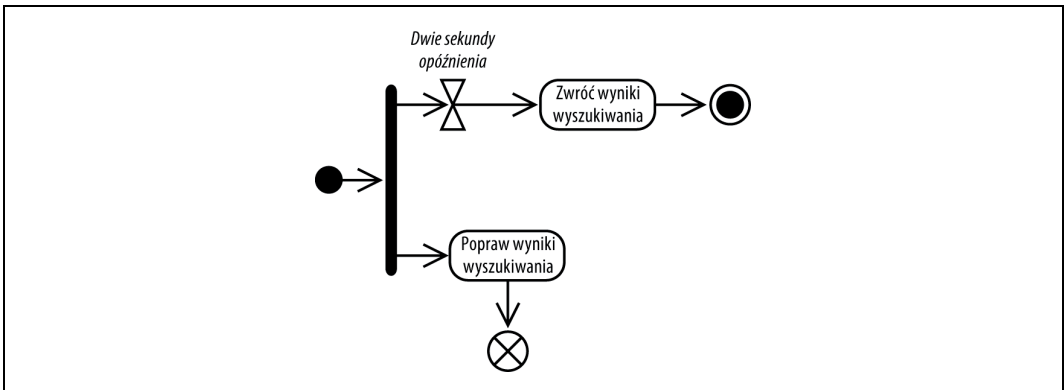 Dwie sekundy
opóźnienia
Zwróć wyniki
wyszukiwania
Popraw wyniki
wyszukiwania